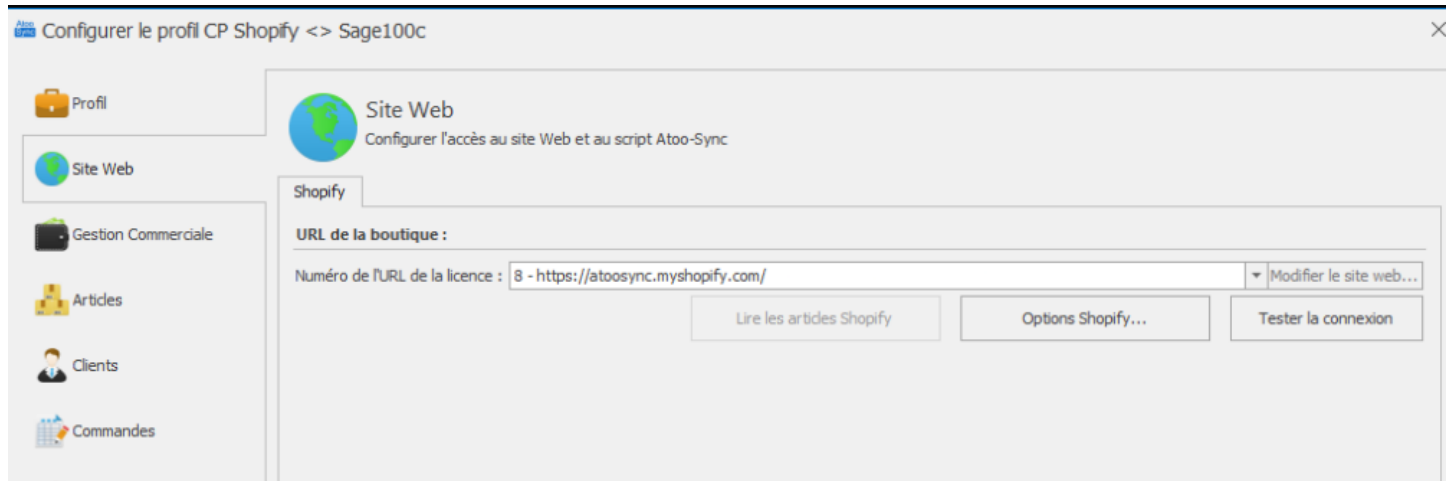 Atoo Sync Configurer le profil CP Shopify <> Sage100c
Profil
Site Web
Gestion Commerciale
Articles
Clients
Commandes
Site Web
Configurer l'accès au site Web et au script Atoo-Sync
Shopify
URL de la boutique :
Numéro de l'URL de la licence : 8 - https://atoosync.myshopify.com/ Modifier le site web...
Lire les articles Shopify Options Shopify... Tester la connexion